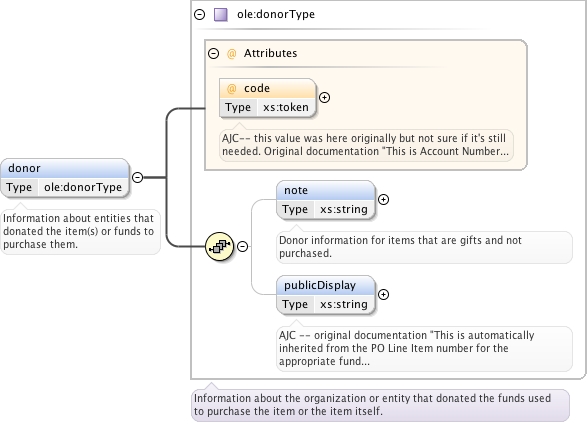 ole:donorType
@ Attributes
@ code
Type xs:token
AJC-- this value was here originally but not sure if it's still
needed. Original documentation "This is Account Number...
donor
Type ole:donorType
Information about entities that
donated the item(s) or funds to
purchase them.
note
Type xs:string
Donor information for items that are gifts and not
purchased.
publicDisplay
Type xs:string
AJC -- original documentation "This is automatically
inherited from the PO Line Item number for the
appropriate fund...
Information about the organization or entity that donated the funds used
to purchase the item or the item itself.